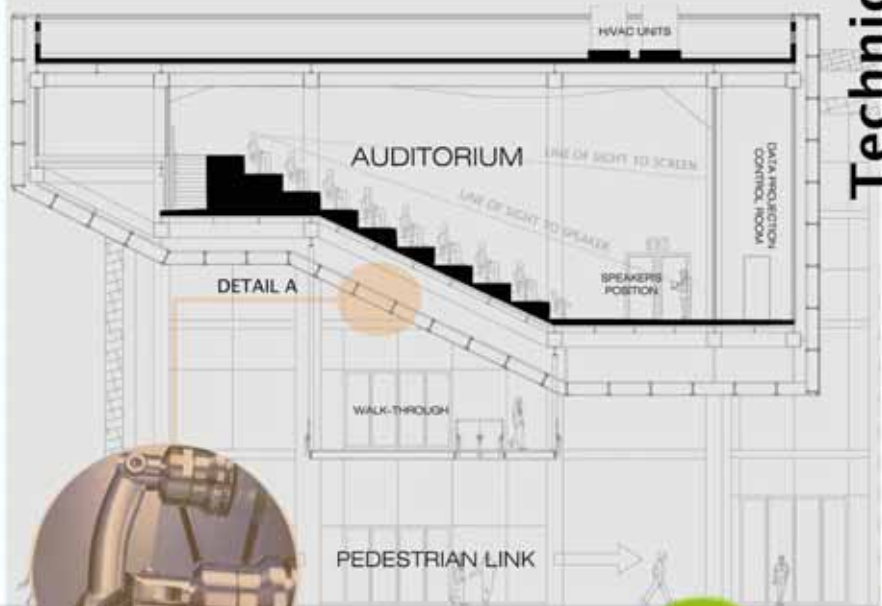 HVAC UNITS
Technic
AUDITORIUM
LINE OF SIGHT TO SCREEN
LINE OF SIGHT TO SPEAKER
DATA PROJECTION
CONTROL ROOM
SPEAKERS
POSITION
DETAIL A
WALK-THROUGH
PEDESTRIAN LINK